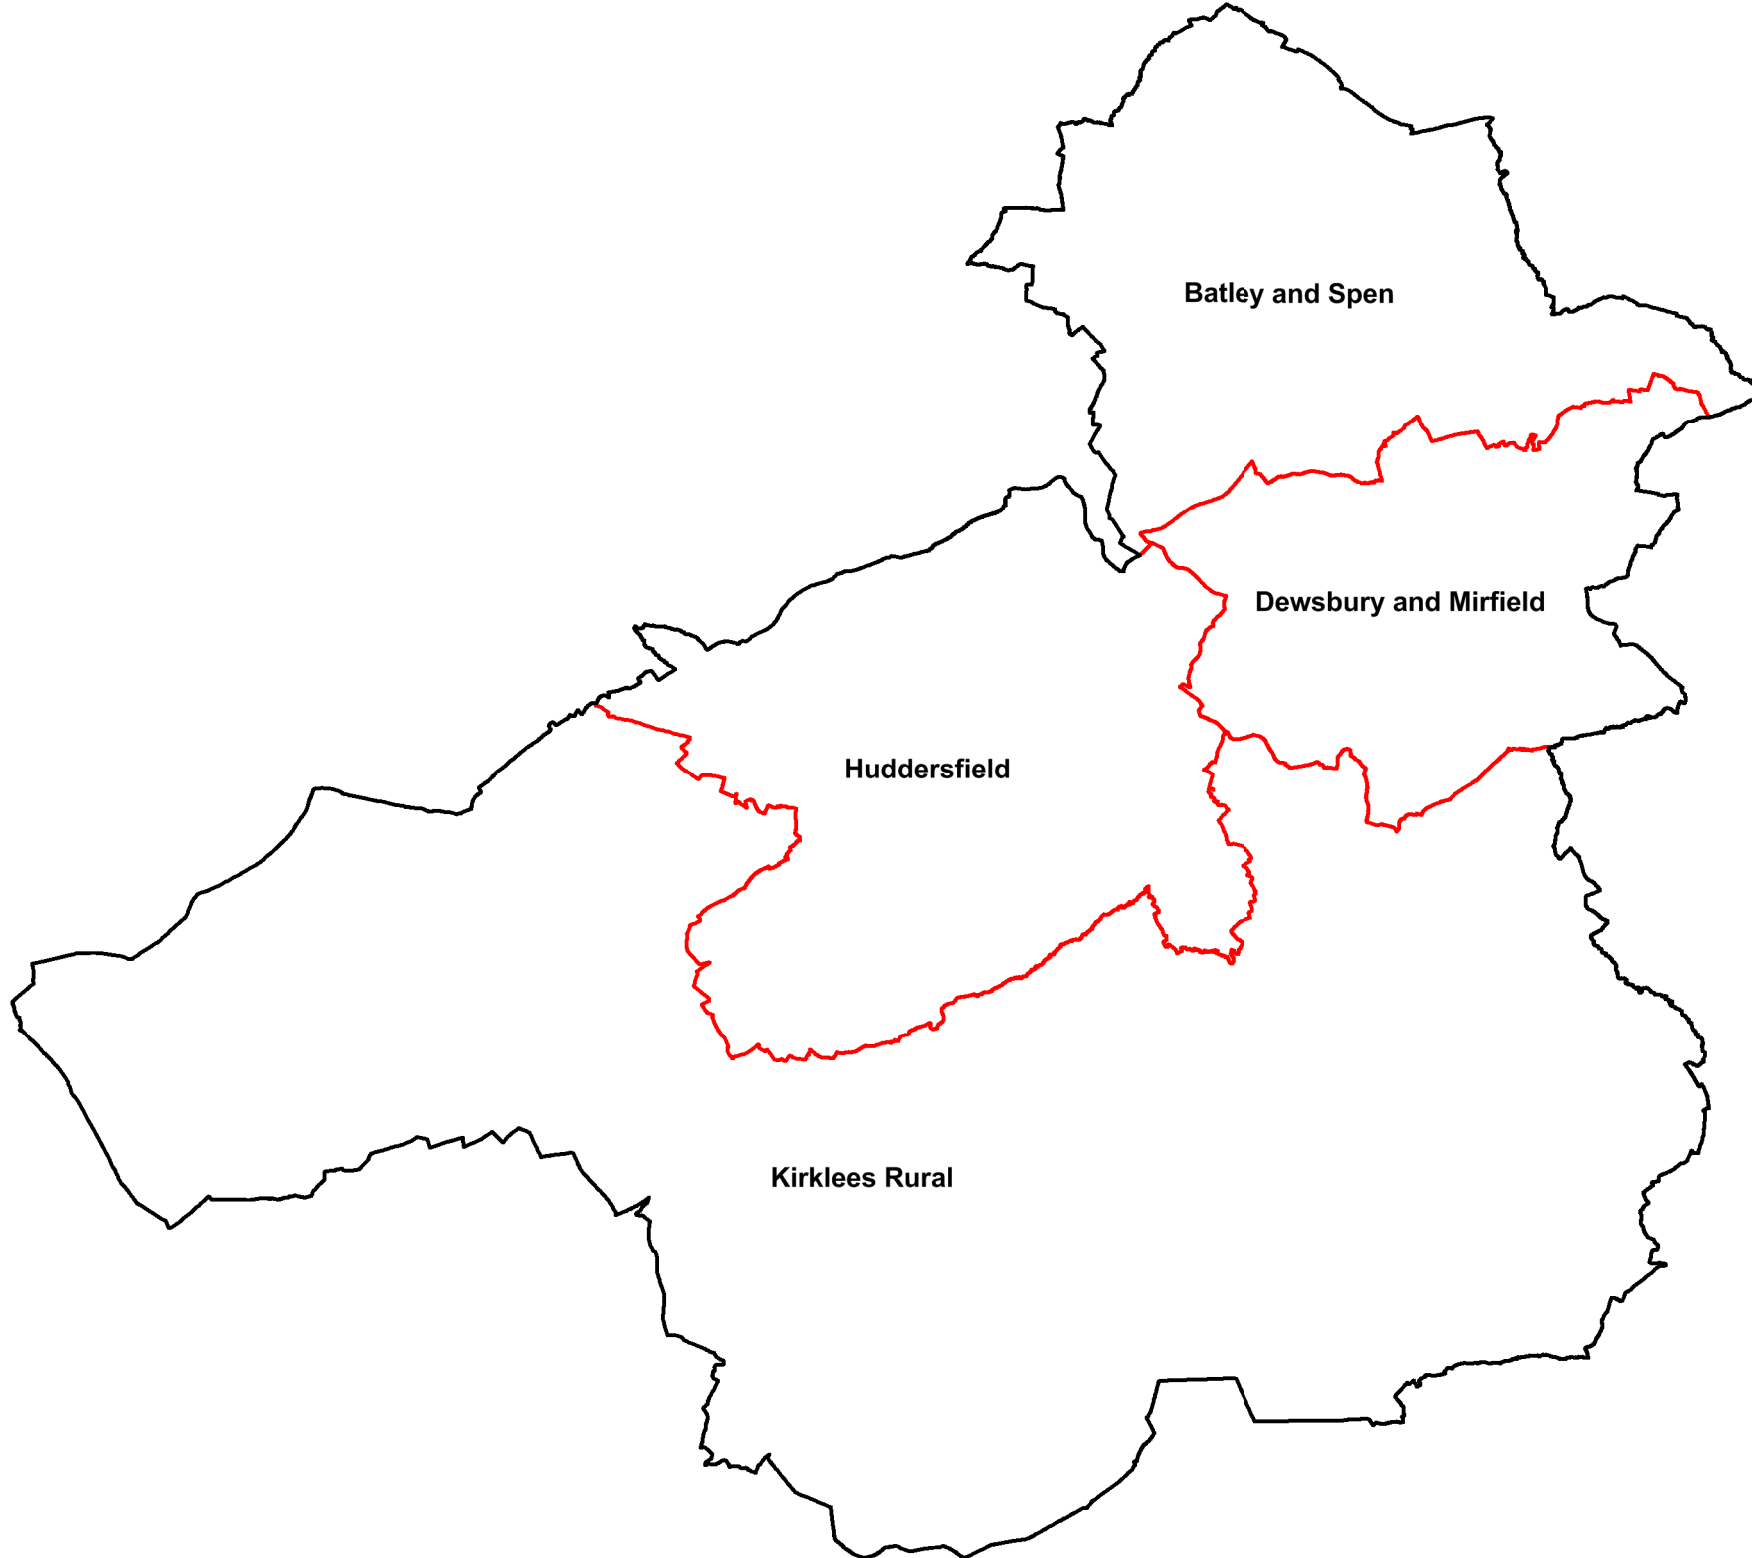 Batley and Spen
Dewsbury and Mirfield
Huddersfield
Kirklees Rural